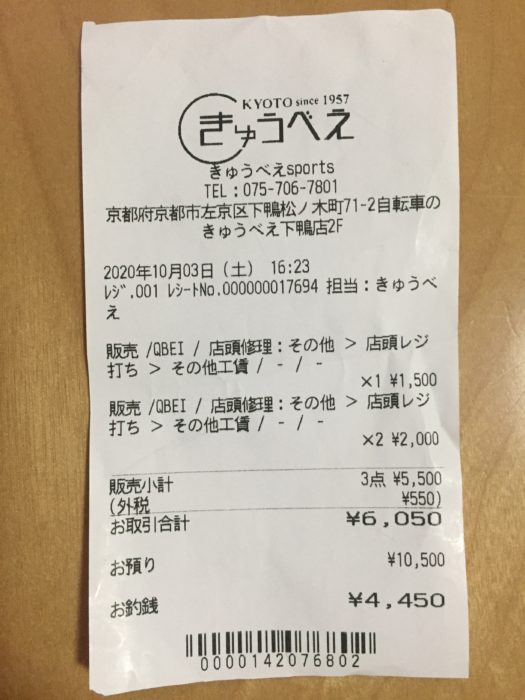 KYOTO since 1957
きゅうべえ
きゅうべえsports
TEL:075-706-7801
京都府京都市左京区下鴨松ノ木町71-2自転車の
きゅうべえ下鴨店2F
2020年10月03日(土) 16:23
ﾚｼﾞ.001 ﾚｼｰﾄNo.000000017694 担当:きゅうべ
え
販売 /QBEI / 店頭修理:その他 > 店頭レジ
打ち > その他工賃 / - / -
×1 ¥1,500
販売 /QBEI / 店頭修理:その他 > 店頭レジ
打ち > その他工賃 / - / -
×2 ¥2,000
販売小計 3点 ¥5,500
(外税 ¥550)
お取引合計 ¥6,050
お預り ¥10,500
お釣銭 ¥4,450
0000142076802